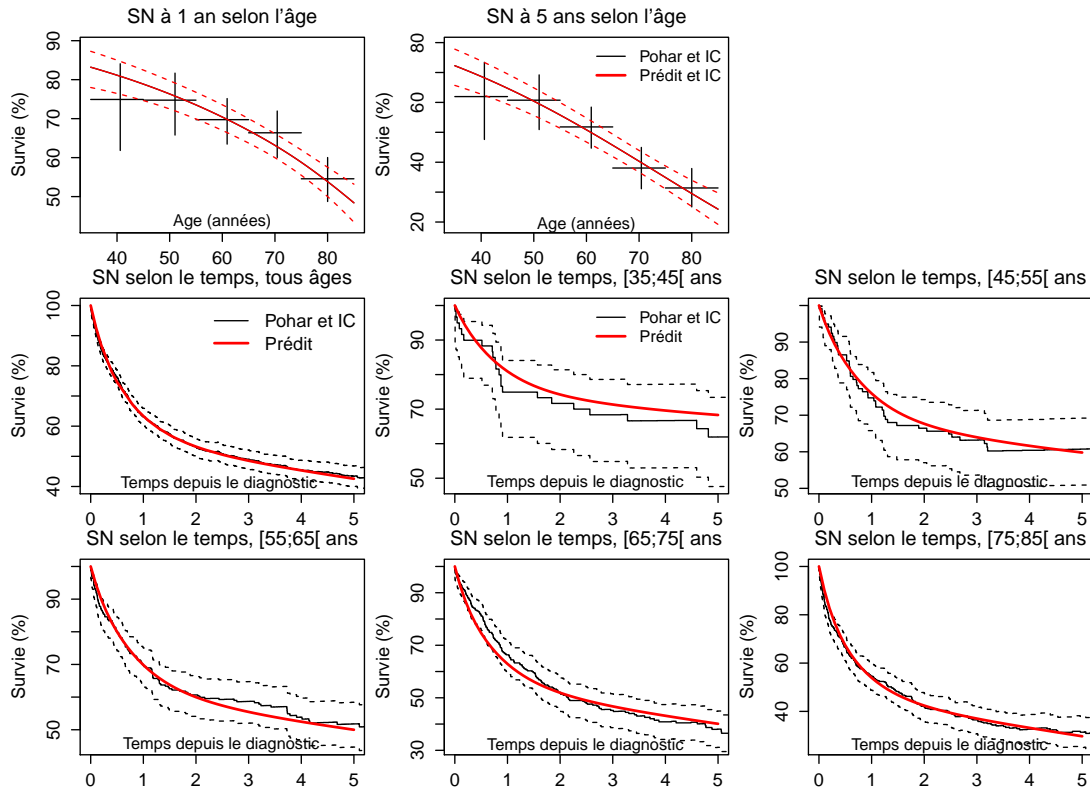 SN à 1 an selon l'âge
Survie (%)
90
80
70
60
50
Age (années)
40 50 60 70 80
SN à 5 ans selon l'âge
Survie (%)
80
60
40
20
Pohar et IC
Prédit et IC
Age (années)
40 50 60 70 80
SN selon le temps, tous âges
Survie (%)
100
80
60
40
Pohar et IC
Prédit
Temps depuis le diagnostic
0 1 2 3 4 5
SN selon le temps, [35;45[ ans
Survie (%)
90
70
50
Pohar et IC
Prédit
Temps depuis le diagnostic
0 1 2 3 4 5
SN selon le temps, [45;55[ ans
Survie (%)
90
80
70
60
50
Temps depuis le diagnostic
0 1 2 3 4 5
SN selon le temps, [55;65[ ans
Survie (%)
90
70
50
Temps depuis le diagnostic
0 1 2 3 4 5
SN selon le temps, [65;75[ ans
Survie (%)
90
70
50
30
Temps depuis le diagnostic
0 1 2 3 4 5
SN selon le temps, [75;85[ ans
Survie (%)
100
80
60
40
Temps depuis le diagnostic
0 1 2 3 4 5